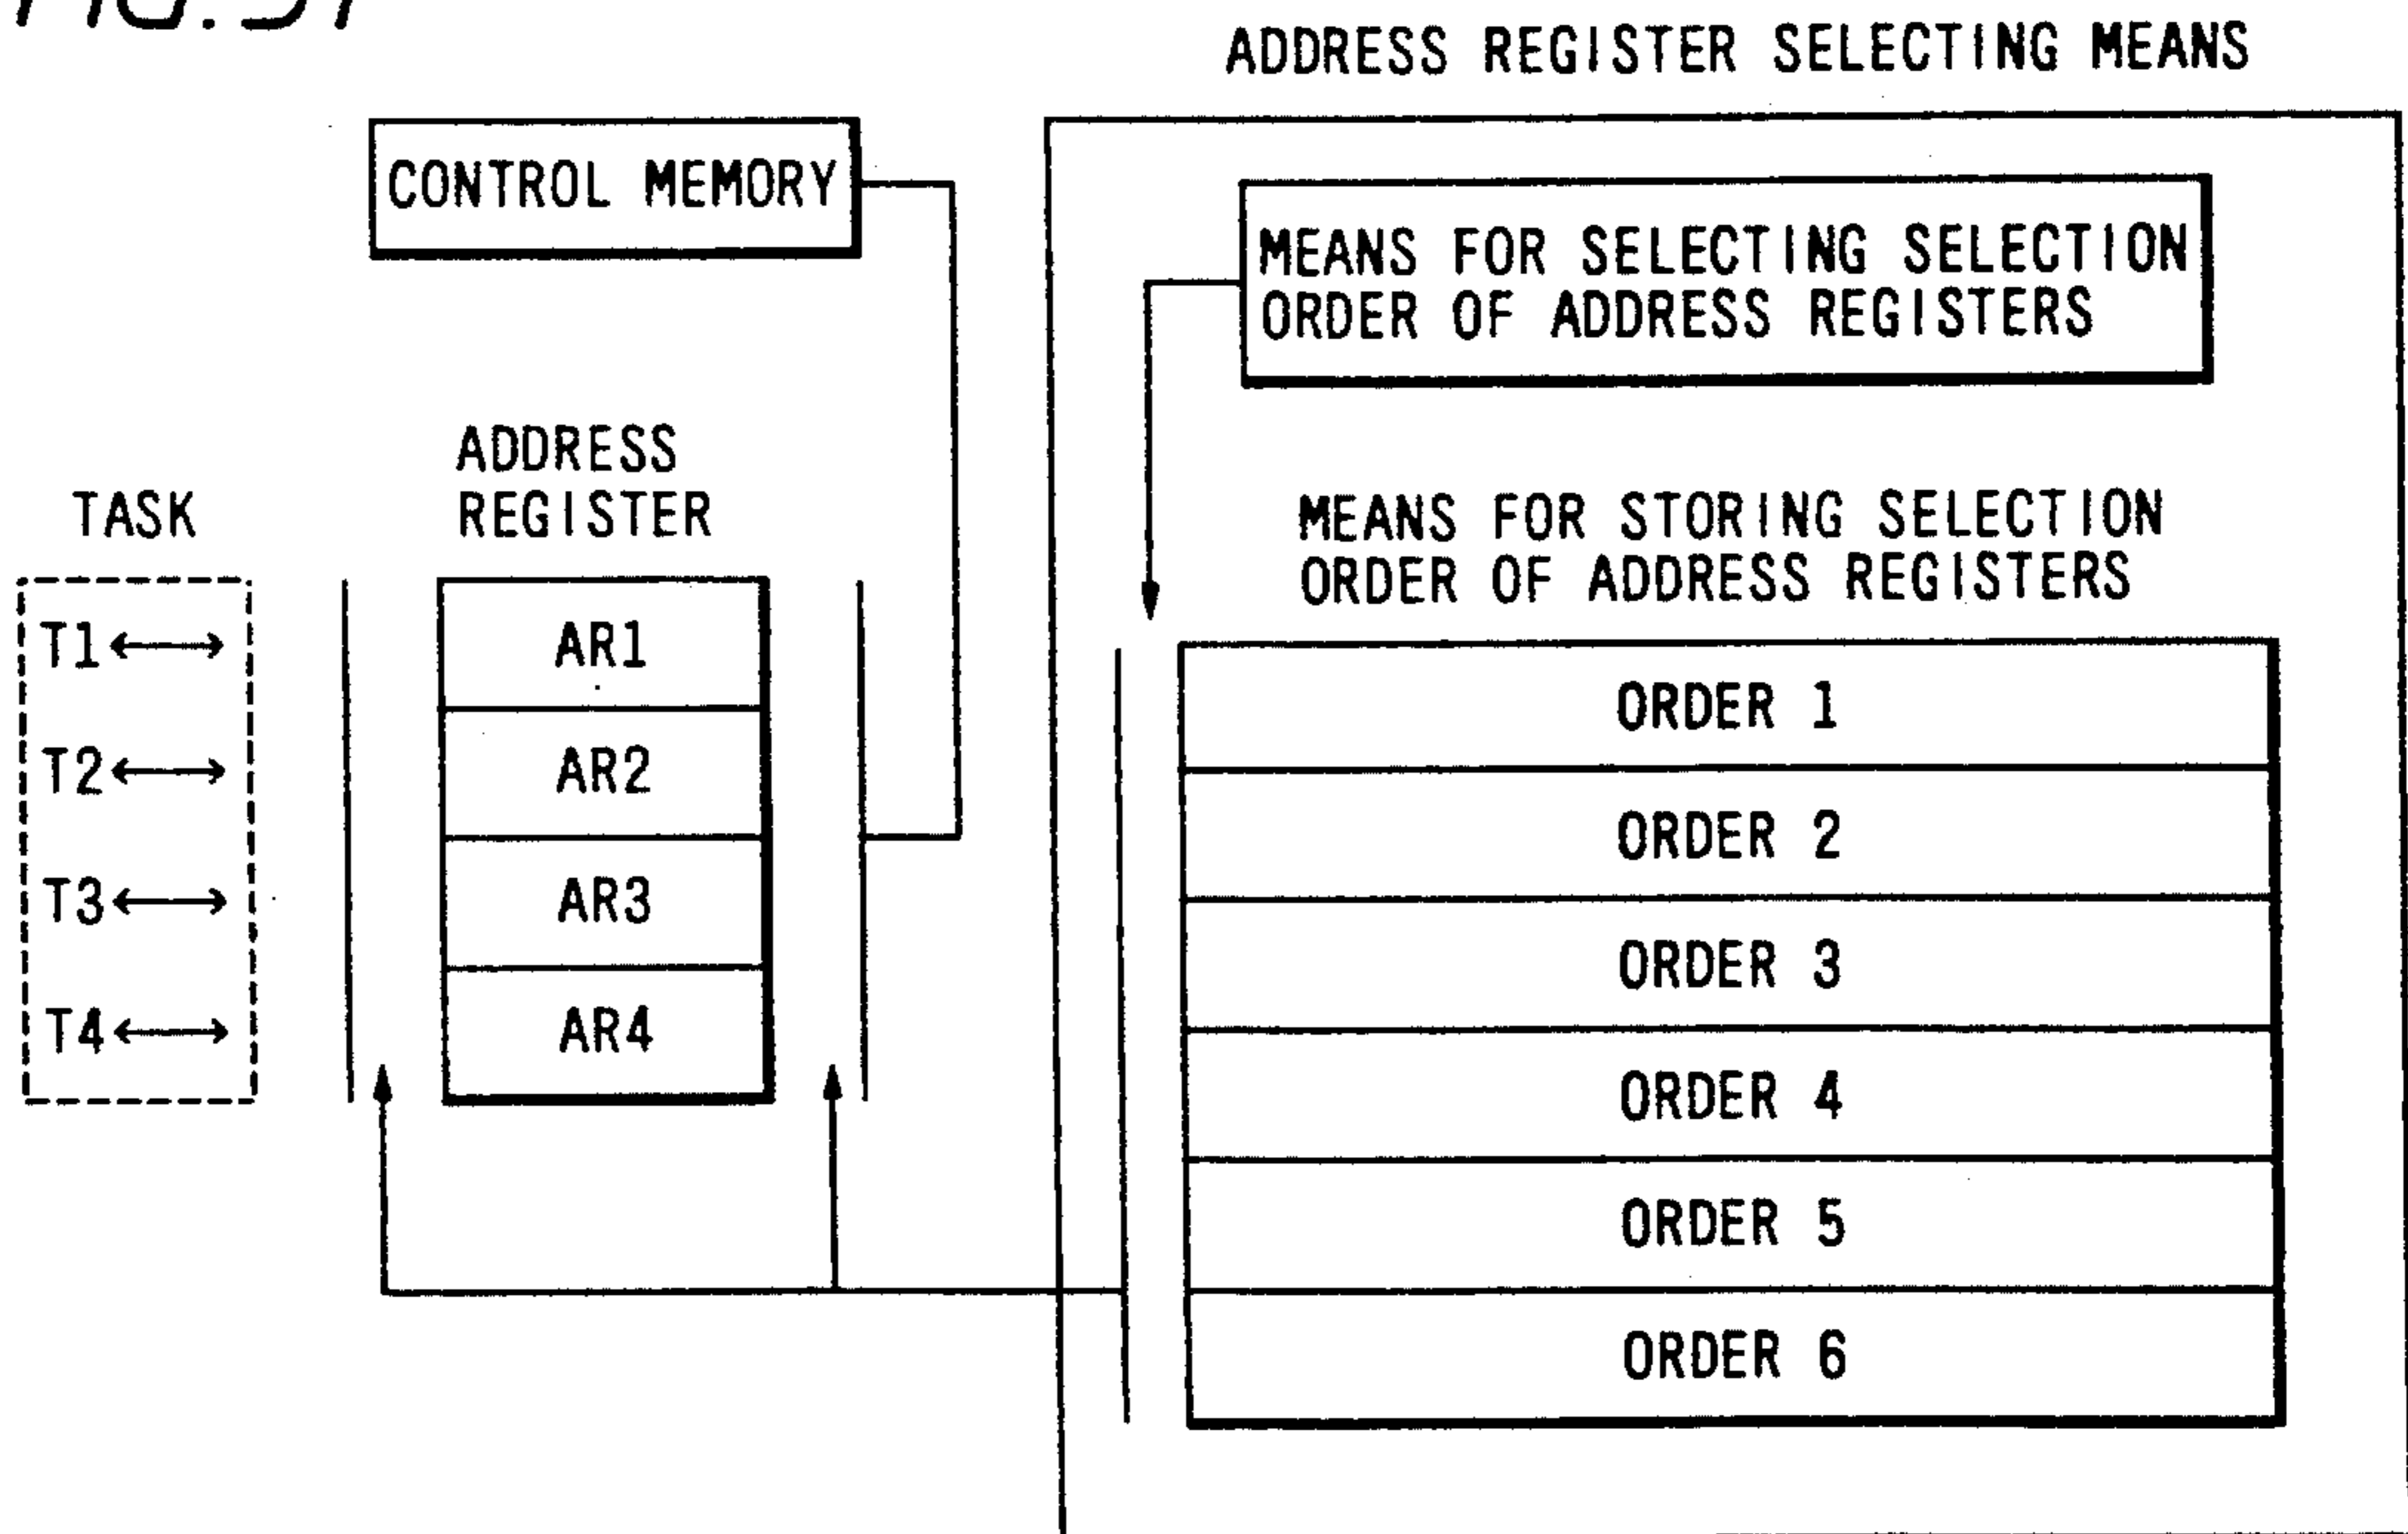 ADDRESS REGISTER SELECTING MEANS
CONTROL MEMORY
MEANS FOR SELECTING SELECTION
ORDER OF ADDRESS REGISTERS
ADDRESS
REGISTER
TASK
MEANS FOR STORING SELECTION
ORDER OF ADDRESS REGISTERS
T1
T2
T3
T4
AR1
AR2
AR3
AR4
ORDER 1
ORDER 2
ORDER 3
ORDER 4
ORDER 5
ORDER 6